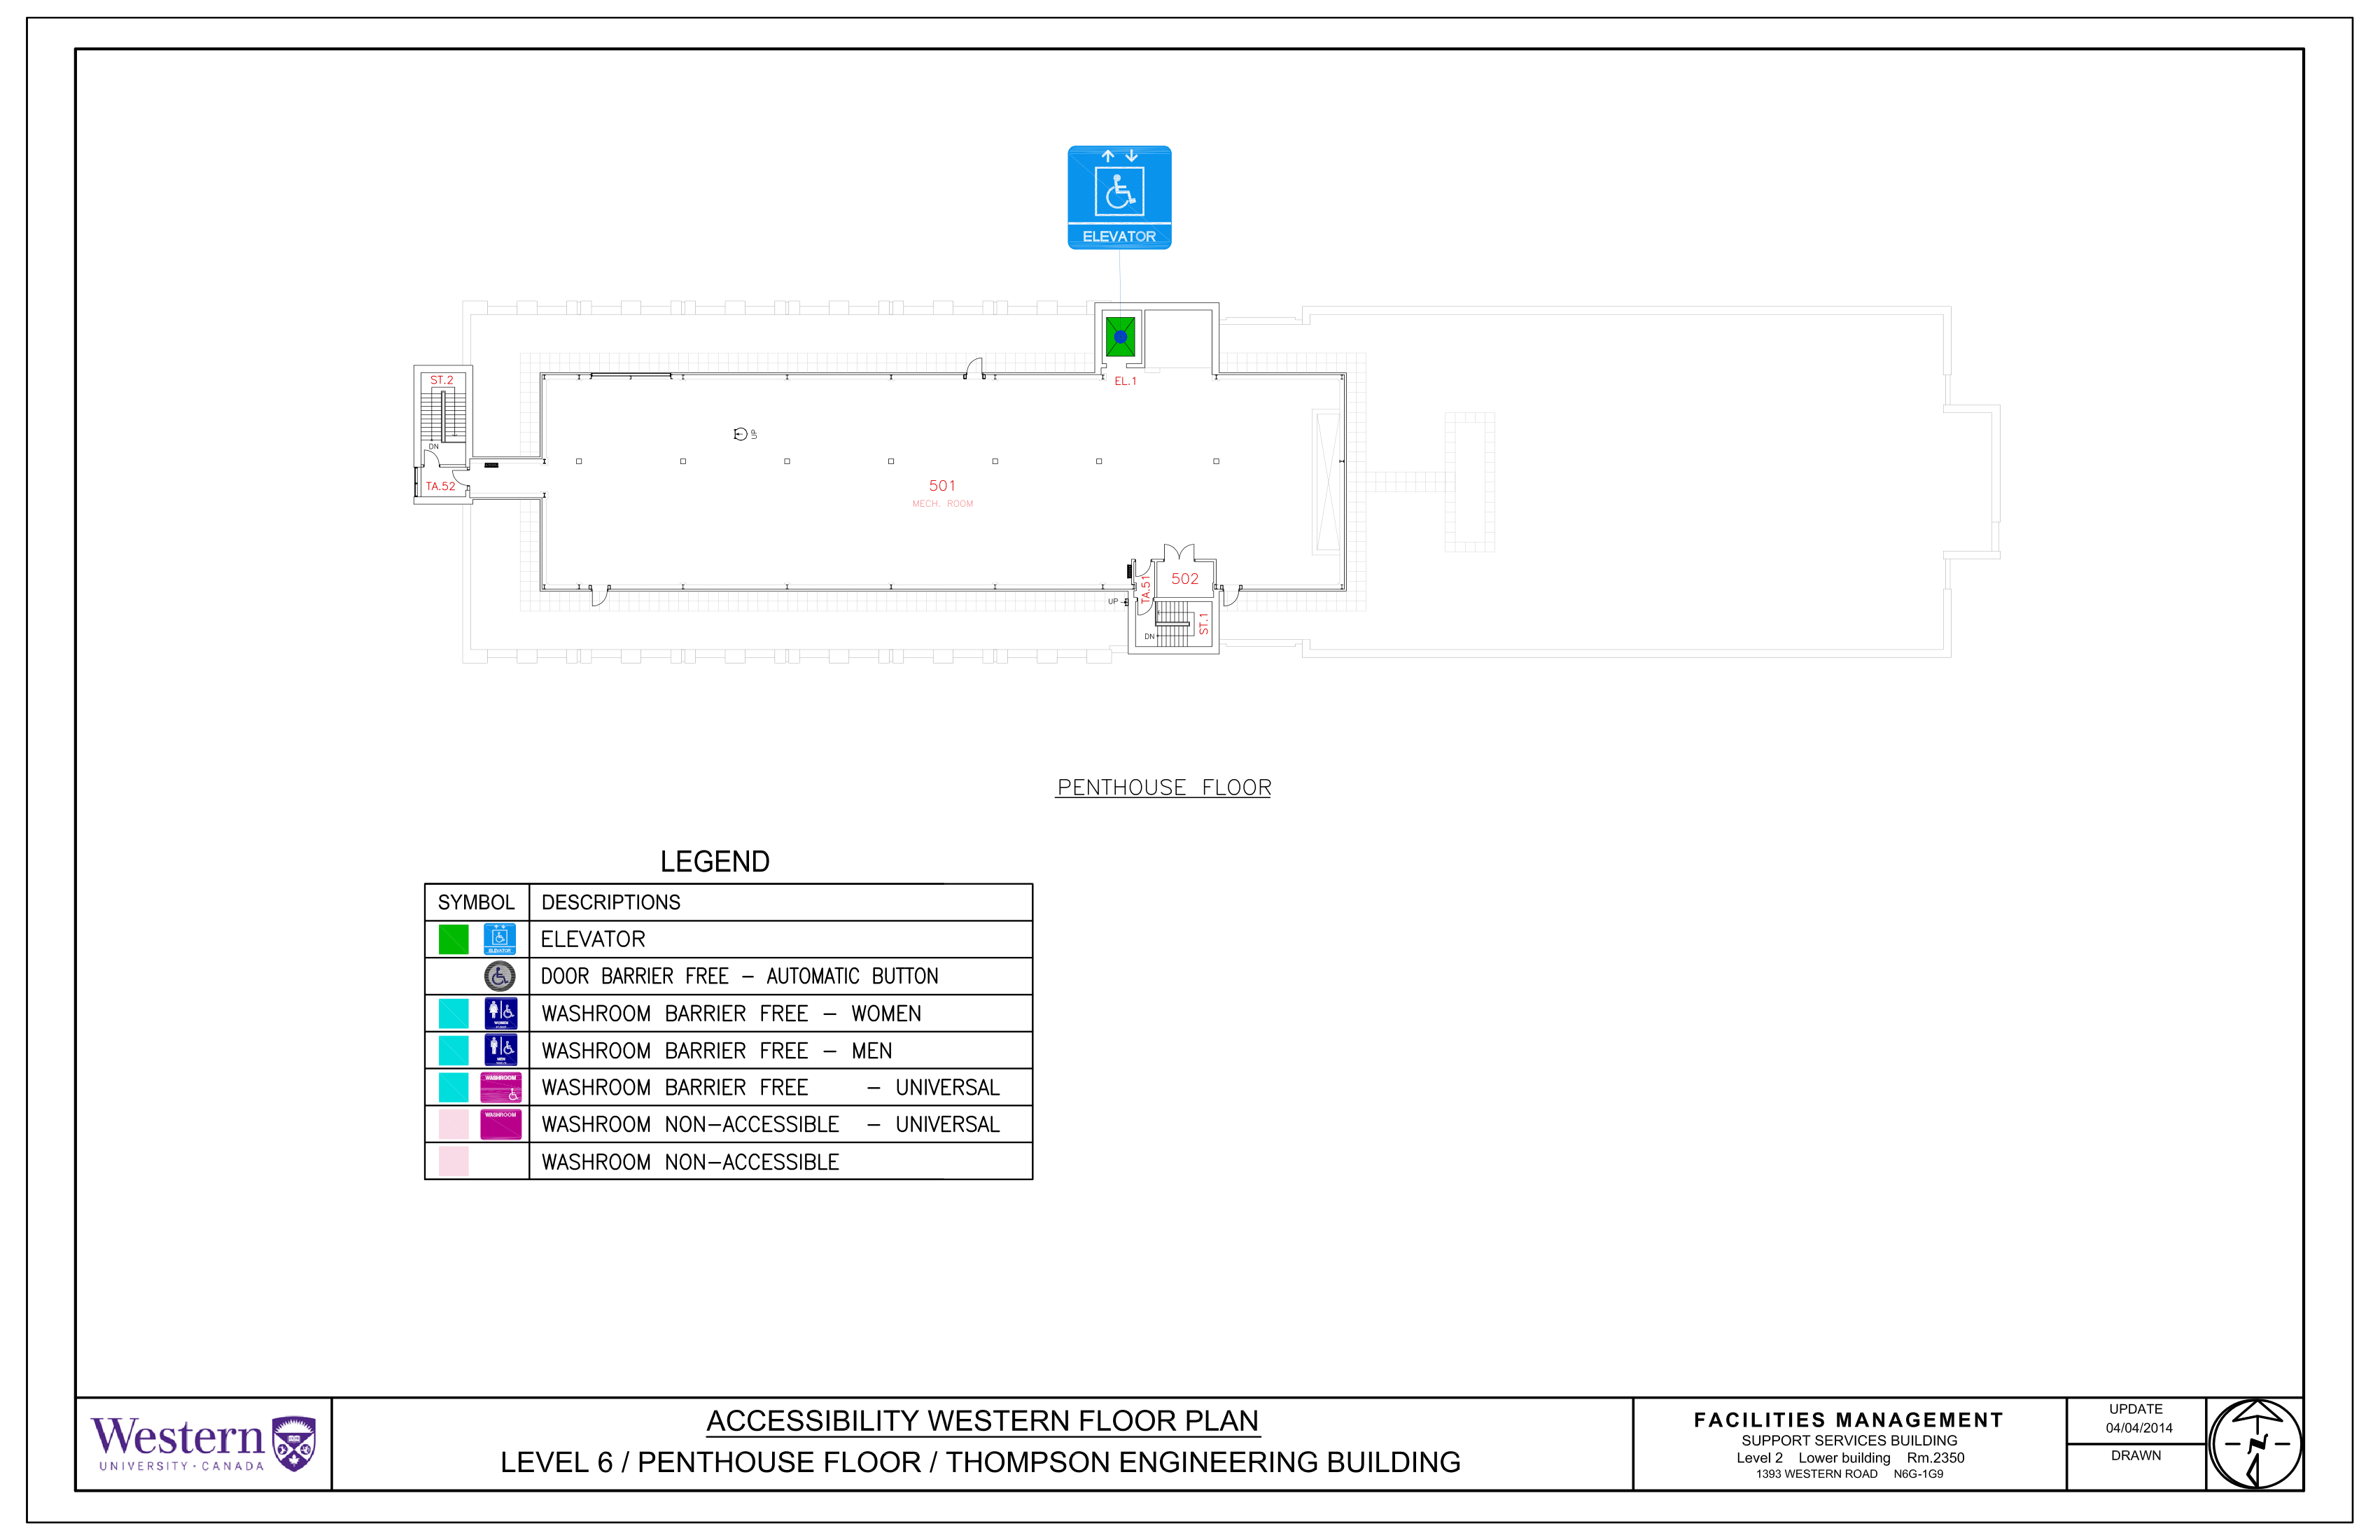 ELEVATOR
ST.2
EL.1
DN
UP
TA.52
501
MECH. ROOM
502
TA.51
UP
ST.1
DN
PENTHOUSE FLOOR
LEGEND
SYMBOL DESCRIPTIONS
ELEVATOR ELEVATOR
DOOR BARRIER FREE - AUTOMATIC BUTTON
WOMEN WASHROOM BARRIER FREE - WOMEN
MEN WASHROOM BARRIER FREE - MEN
WASHROOM WASHROOM BARRIER FREE - UNIVERSAL
WASHROOM WASHROOM NON-ACCESSIBLE - UNIVERSAL
WASHROOM NON-ACCESSIBLE
Western
UNIVERSITY · CANADA
ACCESSIBILITY WESTERN FLOOR PLAN
LEVEL 6 / PENTHOUSE FLOOR / THOMPSON ENGINEERING BUILDING
FACILITIES MANAGEMENT
SUPPORT SERVICES BUILDING
Level 2 Lower building Rm.2350
1393 WESTERN ROAD N6G-1G9
UPDATE
04/04/2014
DRAWN
N